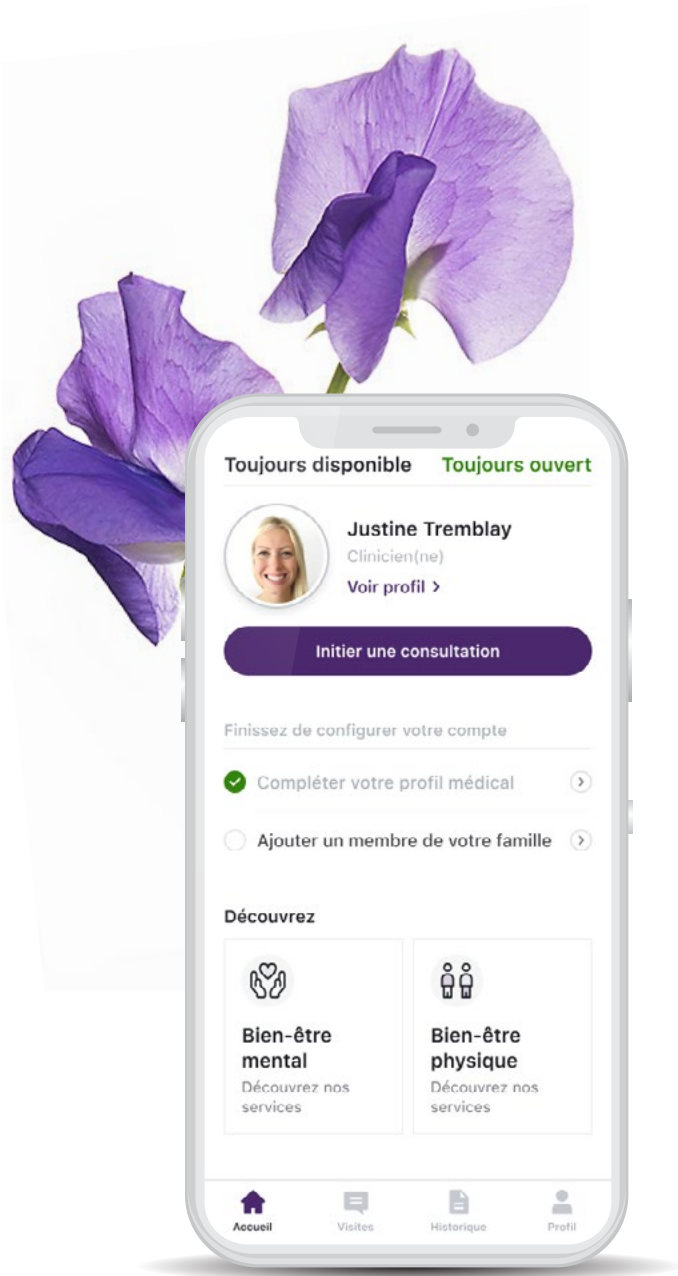 Toujours disponible Toujours ouvert
Justine Tremblay
Clinicien(ne)
Voir profil >
Initier une consultation
Finissez de configurer votre compte
Compléter votre profil médical
Ajouter un membre de votre famille
Découvrez
Bien-être
mental
Découvrez nos
services
Bien-être
physique
Découvrez nos
services
Accueil Visites Historique Profil